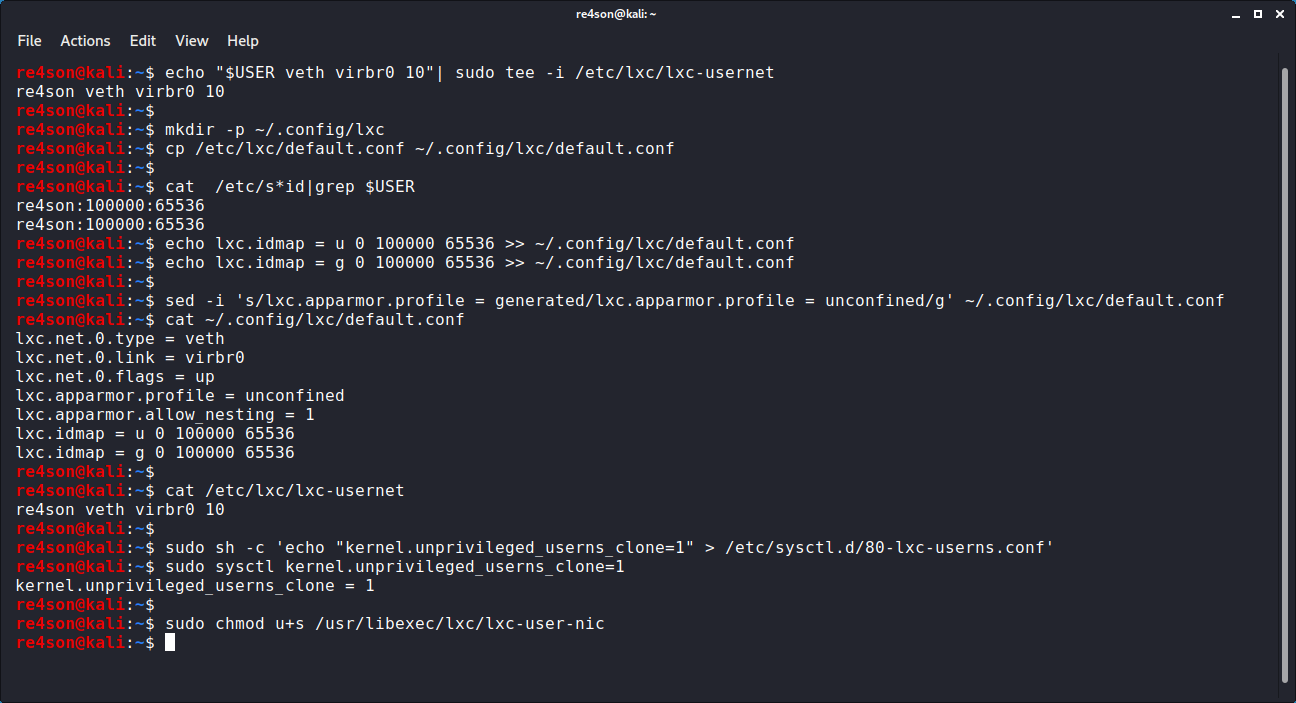 re4son@kali: ~
File Actions Edit View Help
re4son@kali:~$ echo "$USER veth virbr0 10"| sudo tee -i /etc/lxc/lxc-usernet
re4son veth virbr0 10
re4son@kali:~$
re4son@kali:~$ mkdir -p ~/.config/lxc
re4son@kali:~$ cp /etc/lxc/default.conf ~/.config/lxc/default.conf
re4son@kali:~$
re4son@kali:~$ cat  /etc/s*id|grep $USER
re4son:100000:65536
re4son:100000:65536
re4son@kali:~$ echo lxc.idmap = u 0 100000 65536 >> ~/.config/lxc/default.conf
re4son@kali:~$ echo lxc.idmap = g 0 100000 65536 >> ~/.config/lxc/default.conf
re4son@kali:~$
re4son@kali:~$ sed -i 's/lxc.apparmor.profile = generated/lxc.apparmor.profile = unconfined/g' ~/.config/lxc/default.conf
re4son@kali:~$ cat ~/.config/lxc/default.conf
lxc.net.0.type = veth
lxc.net.0.link = virbr0
lxc.net.0.flags = up
lxc.apparmor.profile = unconfined
lxc.apparmor.allow_nesting = 1
lxc.idmap = u 0 100000 65536
lxc.idmap = g 0 100000 65536
re4son@kali:~$
re4son@kali:~$ cat /etc/lxc/lxc-usernet
re4son veth virbr0 10
re4son@kali:~$
re4son@kali:~$ sudo sh -c 'echo "kernel.unprivileged_userns_clone=1" > /etc/sysctl.d/80-lxc-userns.conf'
re4son@kali:~$ sudo sysctl kernel.unprivileged_userns_clone=1
kernel.unprivileged_userns_clone = 1
re4son@kali:~$
re4son@kali:~$ sudo chmod u+s /usr/libexec/lxc/lxc-user-nic
re4son@kali:~$